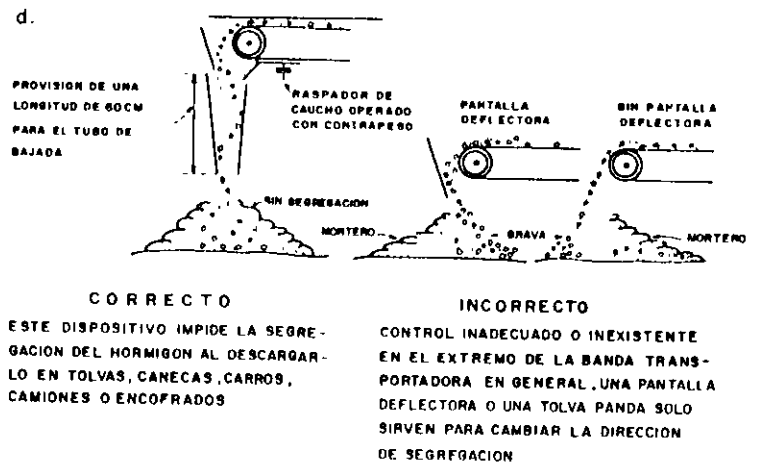 d.
PROVISION DE UNA
LONGITUD DE 60CM
PARA EL TUBO DE
BAJADA
RASPADOR DE
CAUCHO OPERADO
CON CONTRAPESO
PANTALLA
DEFLECTORA
SIN PANTALLA
DEFLECTORA
SIN SEGREGACION
MORTERO
GRAVA
MORTERO
CORRECTO
ESTE DISPOSITIVO IMPIDE LA SEGRE-
GACION DEL HORMIGON AL DESCARGAR-
LO EN TOLVAS, CANECAS, CARROS,
CAMIONES O ENCOFRADOS
INCORRECTO
CONTROL INADECUADO O INEXISTENTE
EN EL EXTREMO DE LA BANDA TRANS-
PORTADORA EN GENERAL, UNA PANTALLA
DEFLECTORA O UNA TOLVA PANDA SOLO
SIRVEN PARA CAMBIAR LA DIRECCION
DE SEGREGACION